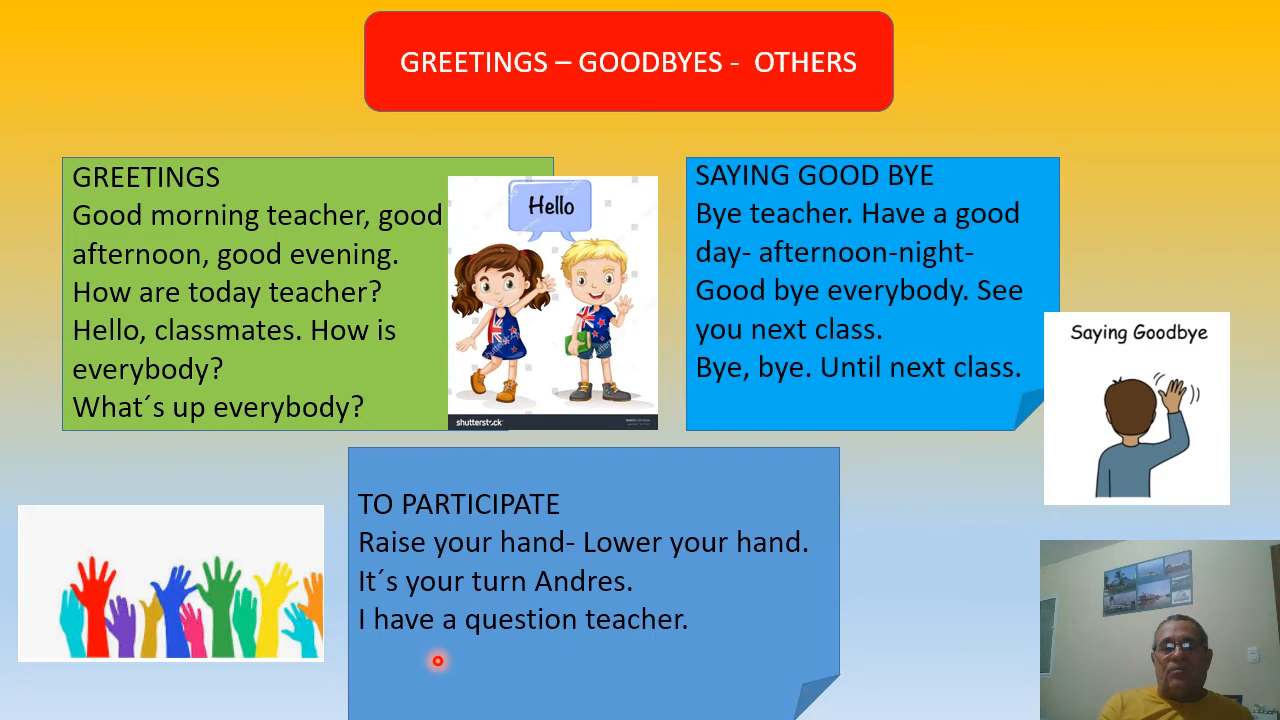 GREETINGS – GOODBYES - OTHERS
GREETINGS
Good morning teacher, good
afternoon, good evening.
How are today teacher?
Hello, classmates. How is
everybody?
What´s up everybody?
Hello
shutterstock
SAYING GOOD BYE
Bye teacher. Have a good
day- afternoon-night-
Good bye everybody. See
you next class.
Bye, bye. Until next class.
Saying Goodbye
TO PARTICIPATE
Raise your hand- Lower your hand.
It´s your turn Andres.
I have a question teacher.